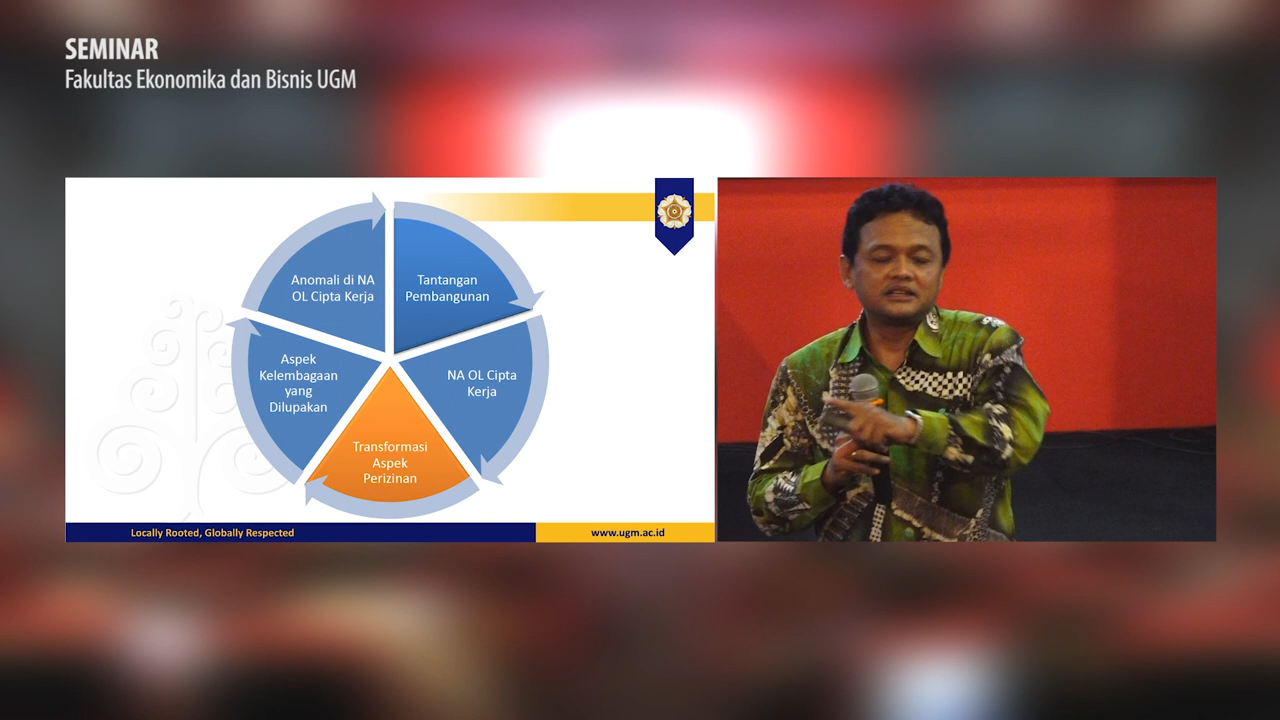 SEMINAR
Fakultas Ekonomika dan Bisnis UGM
Anomali di NA
OL Cipta Kerja
Tantangan
Pembangunan
Aspek
Kelembagaan
yang
Dilupakan
NA OL Cipta
Kerja
Transformasi
Aspek
Perizinan
Locally Rooted, Globally Respected
www.ugm.ac.id